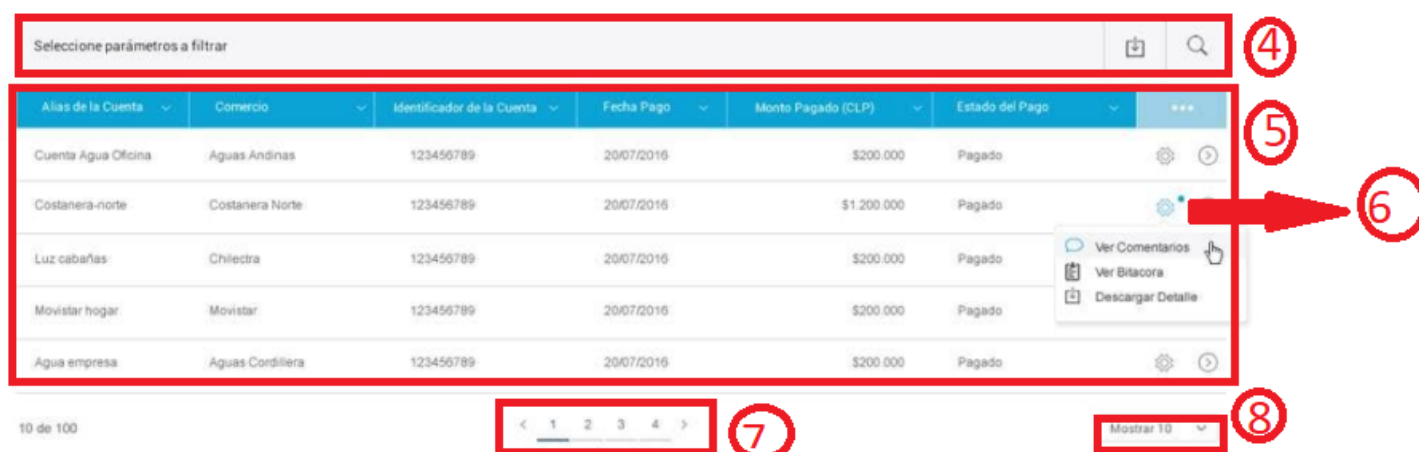 Seleccione parámetros a filtrar 4
Alias de la Cuenta Comercio Identificador de la Cuenta Fecha Pago Monto Pagado (CLP) Estado del Pago
5
Cuenta Agua Oficina Aguas Andinas 123456789 20/07/2016 $200.000 Pagado
Costanera-norte Costanera Norte 123456789 20/07/2016 $1.200.000 Pagado 6
Ver Comentarios
Luz cabañas Chilectra 123456789 20/07/2016 $200.000 Pagado
Ver Bitacora
Descargar Detalle
Movistar hogar Movistar 123456789 20/07/2016 $200.000 Pagado
Agua empresa Aguas Cordillera 123456789 20/07/2016 $200.000 Pagado
10 de 100 < 1 2 3 4 > 7 Mostrar 10 8